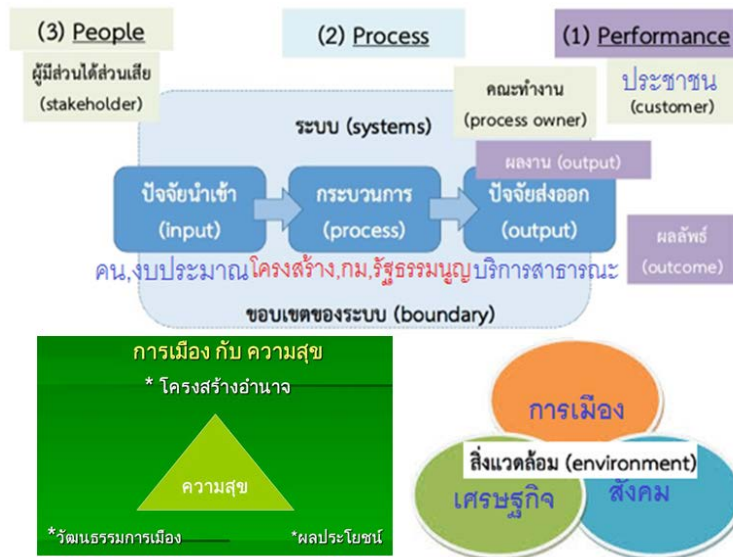 (3) People
(2) Process
(1) Performance
ผู้มีส่วนได้ส่วนเสีย
(stakeholder)
คณะทำงาน
(process owner)
ประชาชน
(customer)
ระบบ (systems)
ผลงาน (output)
ปัจจัยนำเข้า
(input)
กระบวนการ
(process)
ปัจจัยส่งออก
(output)
ผลลัพธ์
(outcome)
คน,งบประมาณ โครงสร้าง,กม,รัฐธรรมนูญ บริการสาธารณะ
ขอบเขตของระบบ (boundary)
การเมือง กับ ความสุข
* โครงสร้างอำนาจ
ความสุข
*วัฒนธรรมการเมือง
*ผลประโยชน์
การเมือง
สิ่งแวดล้อม (environment)
เศรษฐกิจ
สังคม